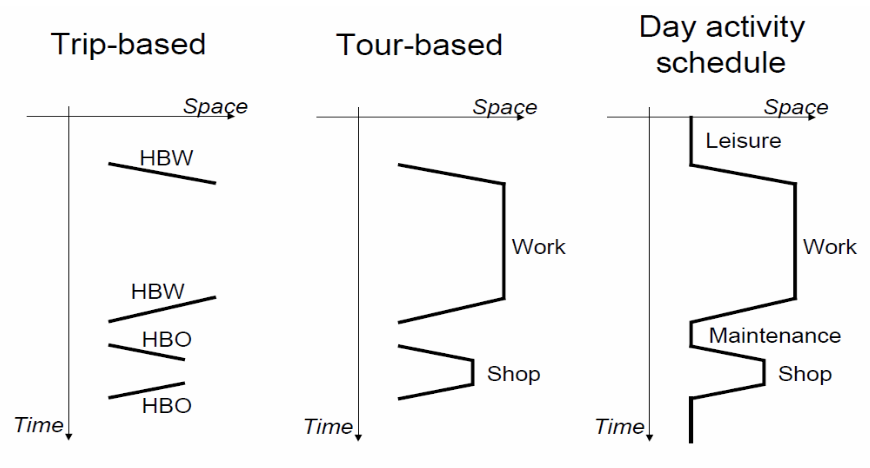 Trip-based
Space
HBW
HBW
HBO
HBO
Time
Tour-based
Space
Work
Shop
Time
Day activity
schedule
Space
Leisure
Work
Maintenance
Shop
Time